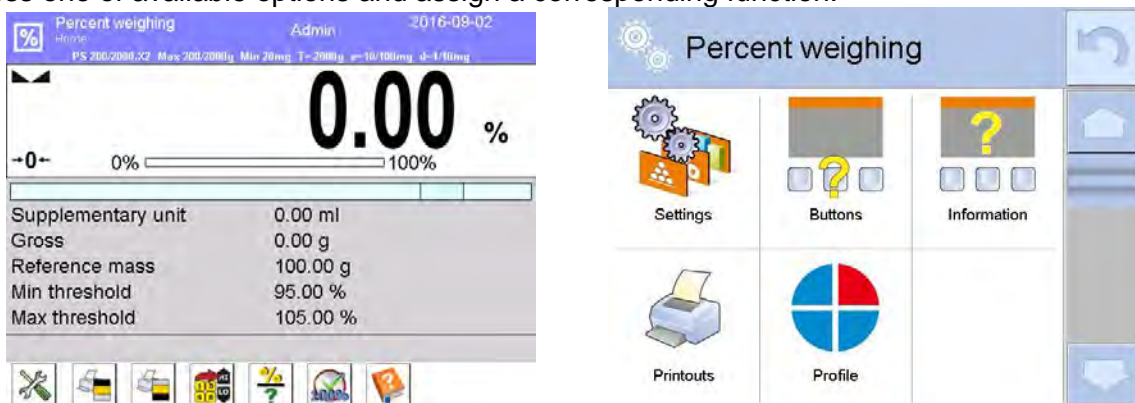 one of available options and assign a corresponding function.
Percent weighing
Home
Admin
2016-09-02
PS 200/2000.X2 Max 200/2000g Min 20mg T=-2000g e=10/100mg d=1/10mg
0.00 %
→0←
0%
100%
Supplementary unit 0.00 ml
Gross 0.00 g
Reference mass 100.00 g
Min threshold 95.00 %
Max threshold 105.00 %
HI
LO
%
?
100%
Percent weighing
?
?
Settings
Buttons
Information
Printouts
Profile